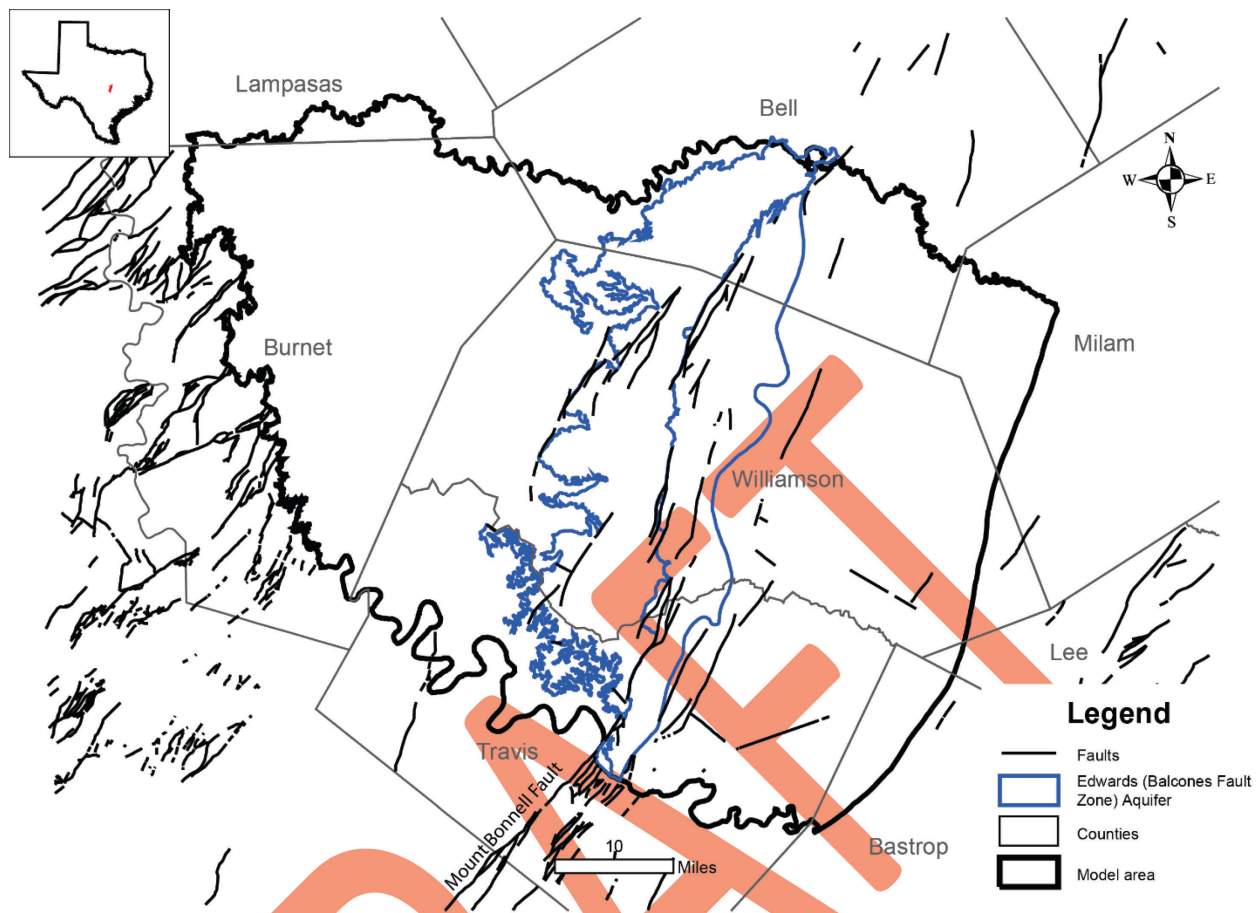 Lampasas
Bell
N
W E
S
Burnet
Milam
Williamson
Lee
Travis
Mount Bonnell Fault
Bastrop
10
Miles
Legend
Faults
Edwards (Balcones Fault
Zone) Aquifer
Counties
Model area